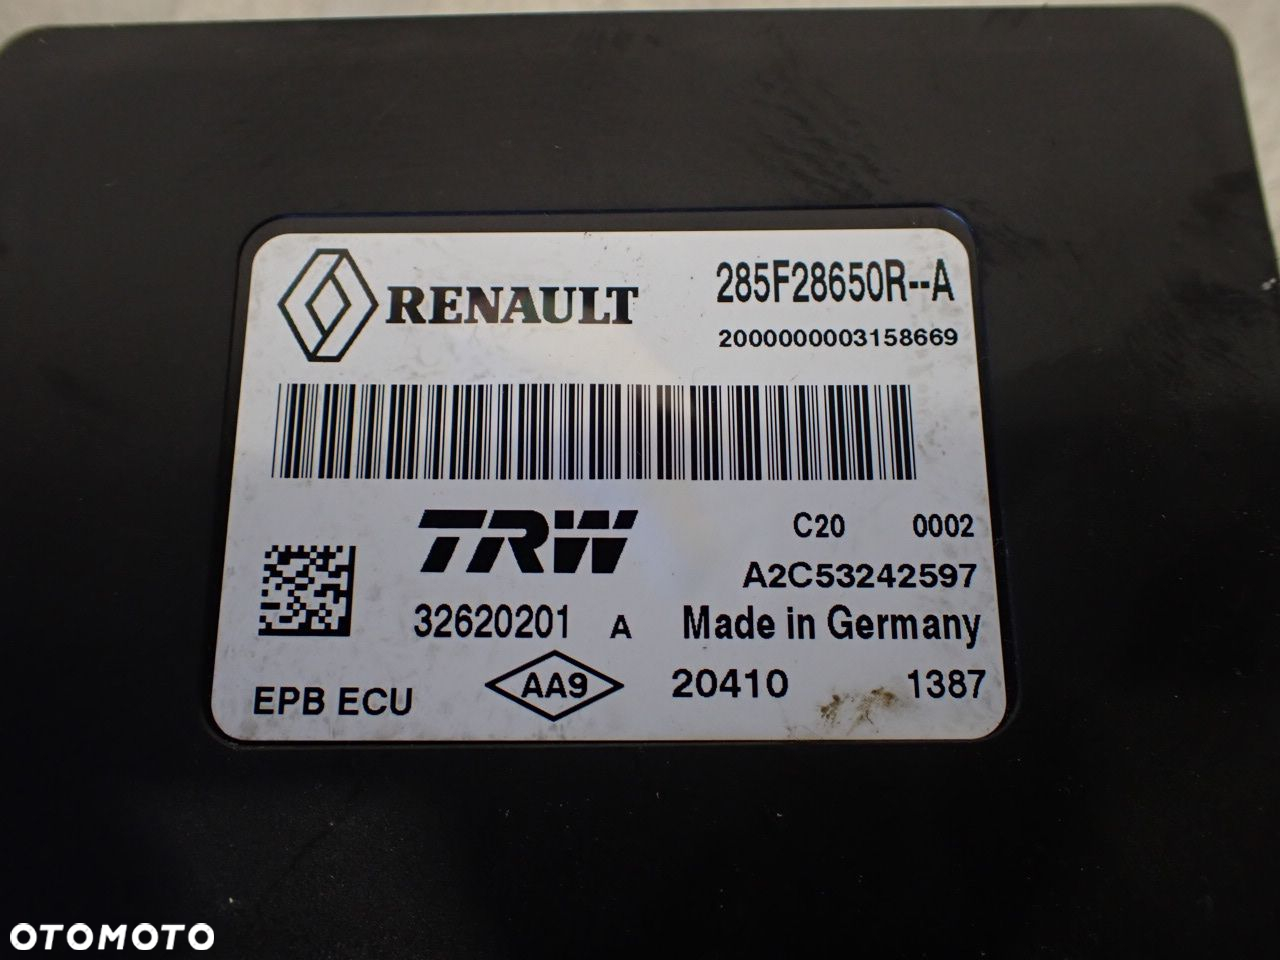 RENAULT
285F28650R--A
2000000003158669
TRW
C20 0002
A2C53242597
32620201 A
Made in Germany
EPB ECU
AA9
20410 1387
OTOMOTO